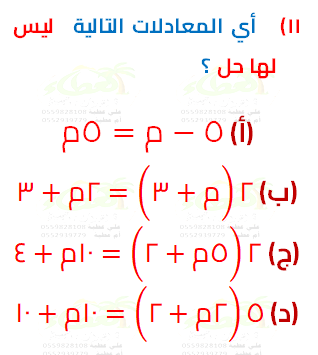 ١١) أي المعادلات التالية ليس
لها حل ؟
(أ) ٥ − م = ٥م
(ب) ٢ (م + ٣) = ٢م + ٣
(ج) ٢ (٥م + ٢) = ١٠م + ٤
(د) ٥ (٢م + ٢) = ١٠م + ١٠